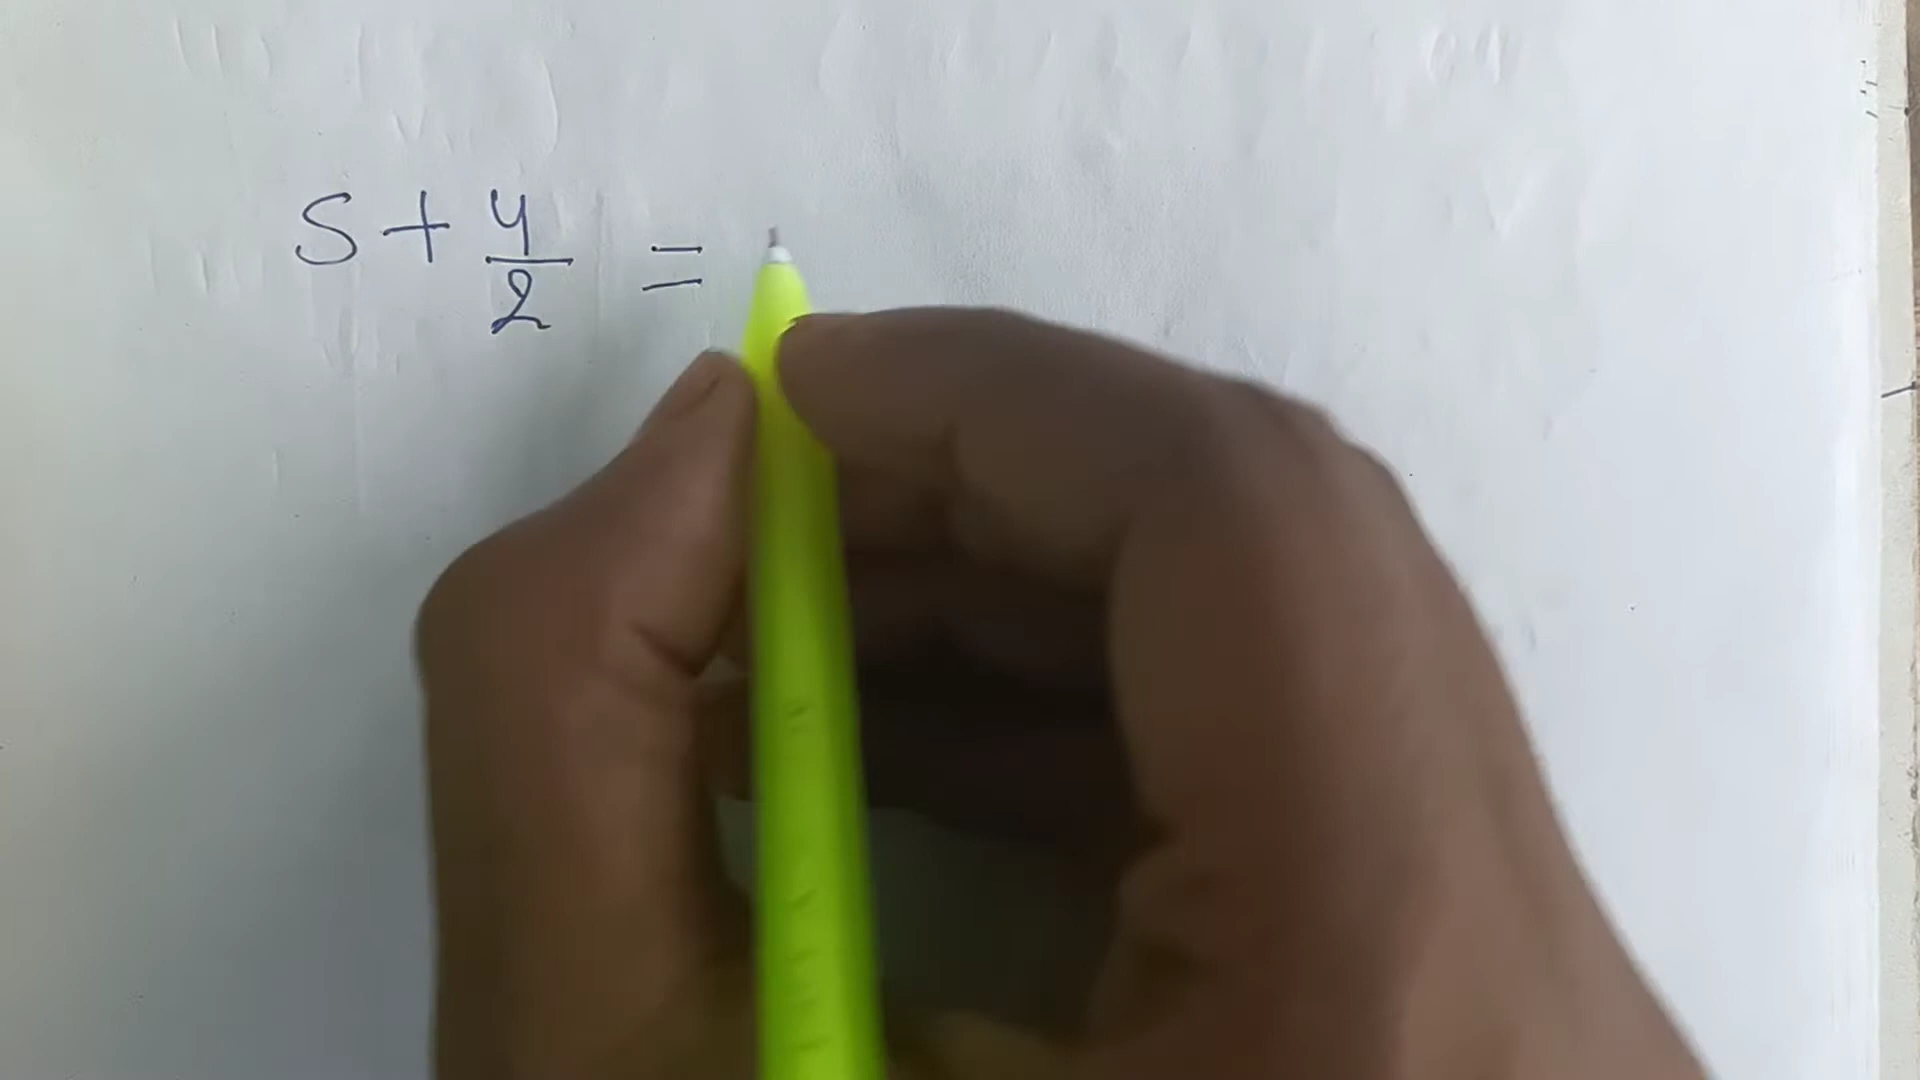 5 + 4/2 =